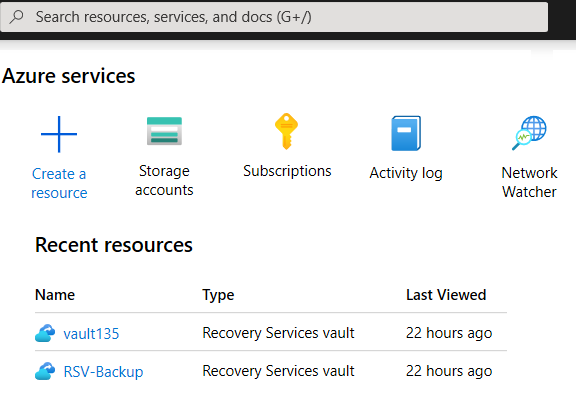 Search resources, services, and docs (G+/)
Azure services
Create a resource
Storage accounts
Subscriptions
Activity log
Network Watcher
Recent resources
Name Type Last Viewed
vault135 Recovery Services vault 22 hours ago
RSV-Backup Recovery Services vault 22 hours ago